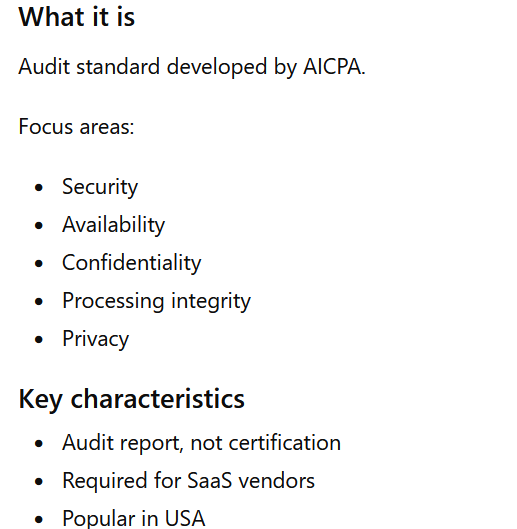 What it is
Audit standard developed by AICPA.
Focus areas:
• Security
• Availability
• Confidentiality
• Processing integrity
• Privacy
Key characteristics
• Audit report, not certification
• Required for SaaS vendors
• Popular in USA